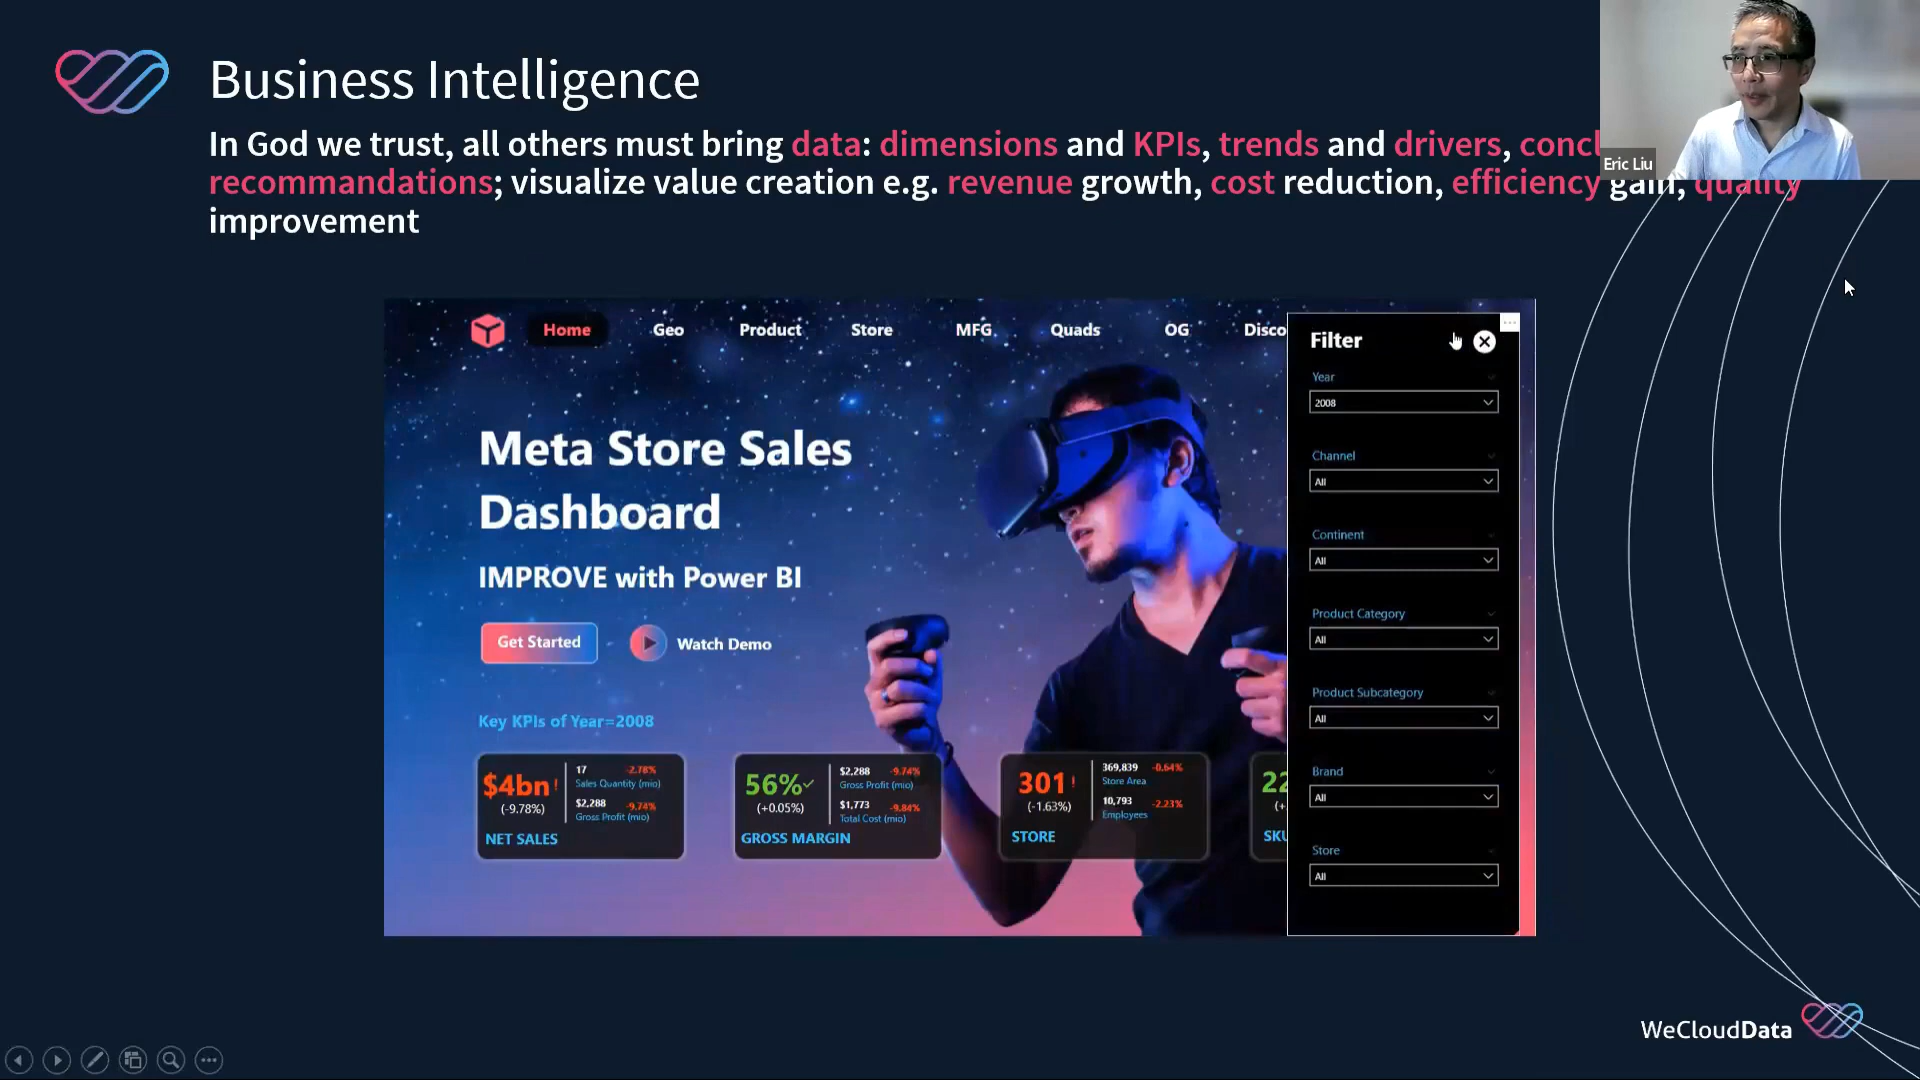 Business Intelligence
In God we trust, all others must bring data: dimensions and KPIs, trends and drivers,
recommandations; visualize value creation e.g. revenue growth, cost reduction, efficiency gain, quality
improvement
Eric Liu
Home Geo Product Store MFG Quads OG
Filter
Year
2008
Channel
All
Continent
All
Product Category
All
Product Subcategory
All
Brand
All
Store
All
Meta Store Sales
Dashboard
IMPROVE with Power BI
Get Started
Watch Demo
Key KPIs of Year=2008
$4bn!
(-9.78%)
17 -2.78%
Sales Quantity (mio)
$2,288 -9.74%
Gross Profit (mio)
NET SALES
56%✓
(+0.05%)
$2,288 -9.74%
Gross Profit (mio)
$1,773 -9.84%
Total Cost (mio)
GROSS MARGIN
301!
(-1.63%)
369,839 -0.64%
Store Area
10,793 -2.23%
Employees
STORE
22
(+
SKU
WeCloudData